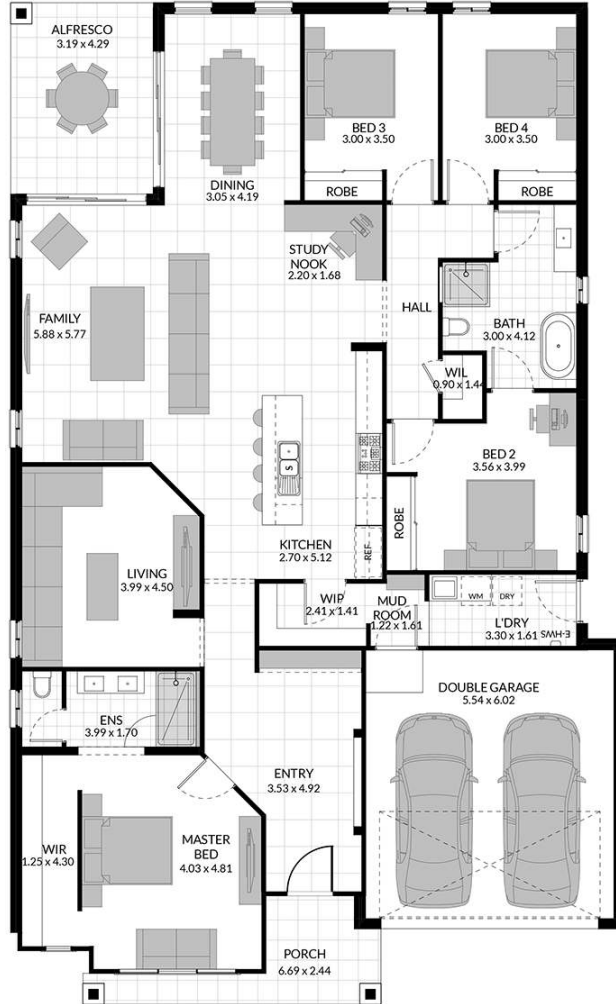 ALFRESCO
3.19 x 4.29
DINING
3.05 x 4.19
BED 3
3.00 x 3.50
BED 4
3.00 x 3.50
ROBE
ROBE
STUDY
NOOK
2.20 x 1.68
FAMILY
5.88 x 5.77
HALL
BATH
3.00 x 4.12
WIL
0.90 x 1.44
BED 2
3.56 x 3.99
S
ROBE
KITCHEN
2.70 x 5.12
REF
LIVING
3.99 x 4.50
WIP
2.41 x 1.41
MUD
ROOM
1.22 x 1.61
WM
DRY
L'DRY
3.30 x 1.61
E-HWS
ENS
3.99 x 1.70
DOUBLE GARAGE
5.54 x 6.02
ENTRY
3.53 x 4.92
WIR
1.25 x 4.30
MASTER
BED
4.03 x 4.81
PORCH
6.69 x 2.44